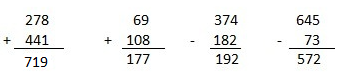 278 69 374 645
+ 441 + 108 - 182 - 73
719 177 192 572